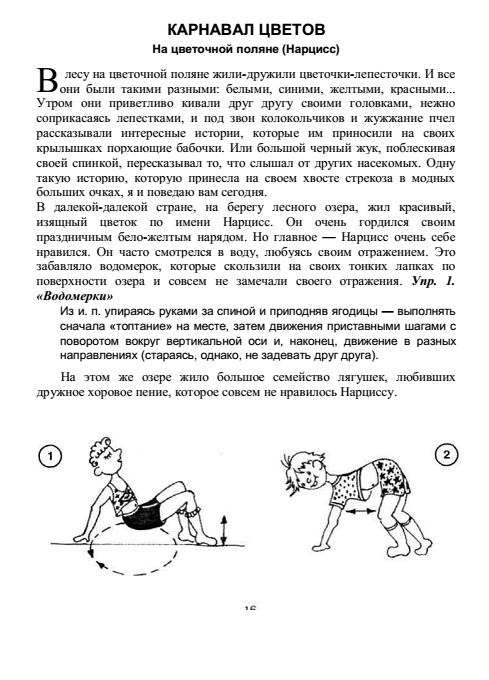 КАРНАВАЛ ЦВЕТОВ
На цветочной поляне (Нарцисс)
В лесу на цветочной поляне жили-дружили цветочки-лепесточки. И все
они были такими разными: белыми, синими, желтыми, красными...
Утром они приветливо кивали друг другу своими головками, нежно
соприкасаясь лепестками, и под звон колокольчиков и жужжание пчел
рассказывали интересные истории, которые им приносили на своих
крылышках порхающие бабочки. Или большой черный жук, поблескивая
своей спинкой, пересказывал то, что слышал от других насекомых. Одну
такую историю, которую принесла на своем хвосте стрекоза в модных
больших очках, я и поведаю вам сегодня.
В далекой-далекой стране, на берегу лесного озера, жил красивый,
изящный цветок по имени Нарцисс. Он очень гордился своим
праздничным бело-желтым нарядом. Но главное — Нарцисс очень себе
нравился. Он часто смотрелся в воду, любуясь своим отражением. Это
забавляло водомерок, которые скользили на своих тонких лапках по
поверхности озера и совсем не замечали своего отражения. Упр. 1.
«Водомерки»
Из и. п. упираясь руками за спиной и приподняв ягодицы — выполнять
сначала «топтание» на месте, затем движения приставными шагами с
поворотом вокруг вертикальной оси и, наконец, движение в разных
направлениях (стараясь, однако, не задевать друг друга).
На этом же озере жило большое семейство лягушек, любивших
дружное хоровое пение, которое совсем не нравилось Нарциссу.
1
2
16